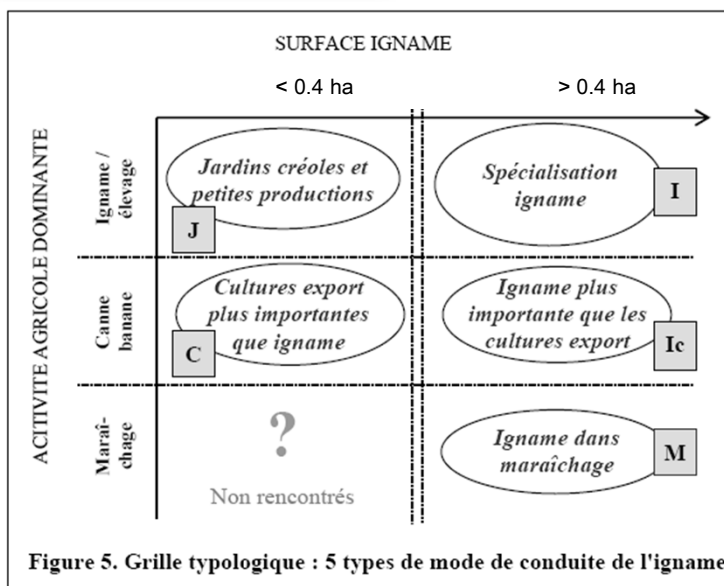 SURFACE IGNAME
< 0.4 ha
> 0.4 ha
ACITIVITE AGRICOLE DOMINANTE
Igname /
élevage
Jardins créoles et
petites productions
J
Spécialisation
igname
I
Canne
banane
Cultures export
plus importantes
que igname
C
Igname plus
importante que les
cultures export
Ic
Maraî-
chage
?
Non rencontrés
Igname dans
maraîchage
M
Figure 5. Grille typologique : 5 types de mode de conduite de l'igname